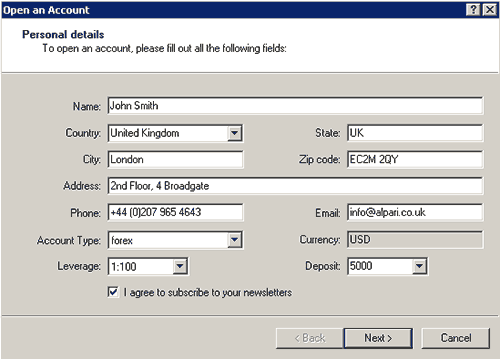 Open an Account
Personal details
To open an account, please fill out all the following fields:
Name: John Smith
Country: United Kingdom State: UK
City: London Zip code: EC2M 2QY
Address: 2nd Floor, 4 Broadgate
Phone: +44 (0)207 965 4643 Email: info@alpari.co.uk
Account Type: forex Currency: USD
Leverage: 1:100 Deposit: 5000
I agree to subscribe to your newsletters
< Back Next > Cancel